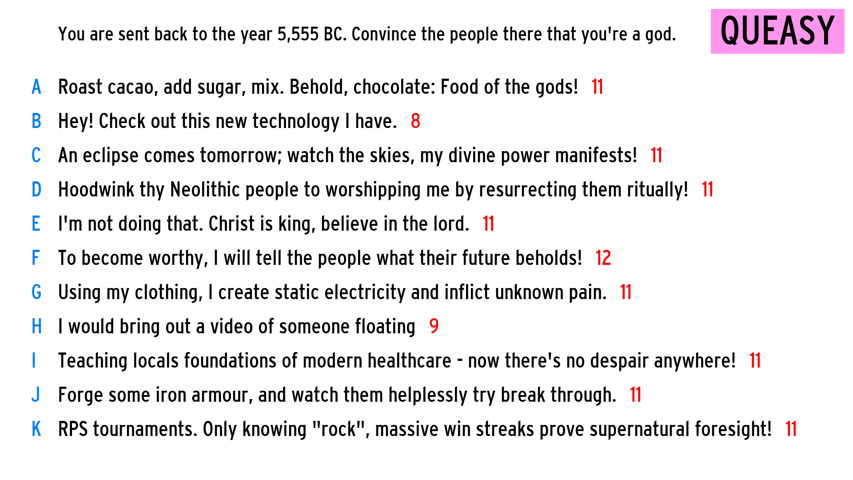 You are sent back to the year 5,555 BC. Convince the people there that you're a god.
QUEASY
A Roast cacao, add sugar, mix. Behold, chocolate: Food of the gods! 11
B Hey! Check out this new technology I have. 8
C An eclipse comes tomorrow; watch the skies, my divine power manifests! 11
D Hoodwink thy Neolithic people to worshipping me by resurrecting them ritually! 11
E I'm not doing that. Christ is king, believe in the lord. 11
F To become worthy, I will tell the people what their future beholds! 12
G Using my clothing, I create static electricity and inflict unknown pain. 11
H I would bring out a video of someone floating 9
I Teaching locals foundations of modern healthcare - now there's no despair anywhere! 11
J Forge some iron armour, and watch them helplessly try break through. 11
K RPS tournaments. Only knowing "rock", massive win streaks prove supernatural foresight! 11